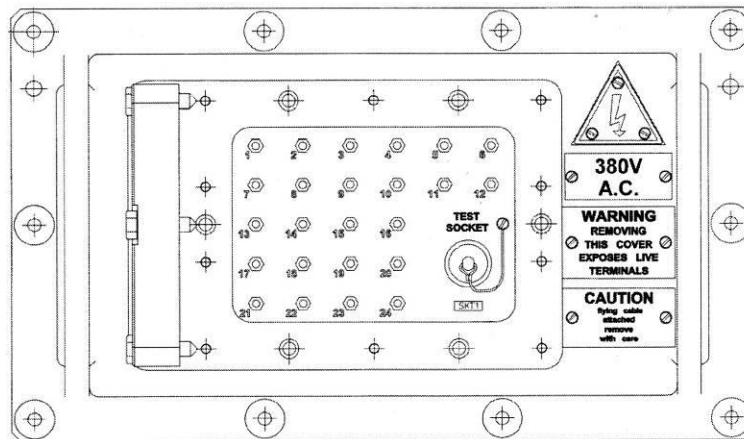 1 2 3 4 5 6
7 8 9 10 11 12
13 14 15 16
17 18 19 20
21 22 23 24
TEST
SOCKET
SKT1
380V
A.C.
WARNING
REMOVING
THIS COVER
EXPOSES LIVE
TERMINALS
CAUTION
flying cable
attached
remove
with care